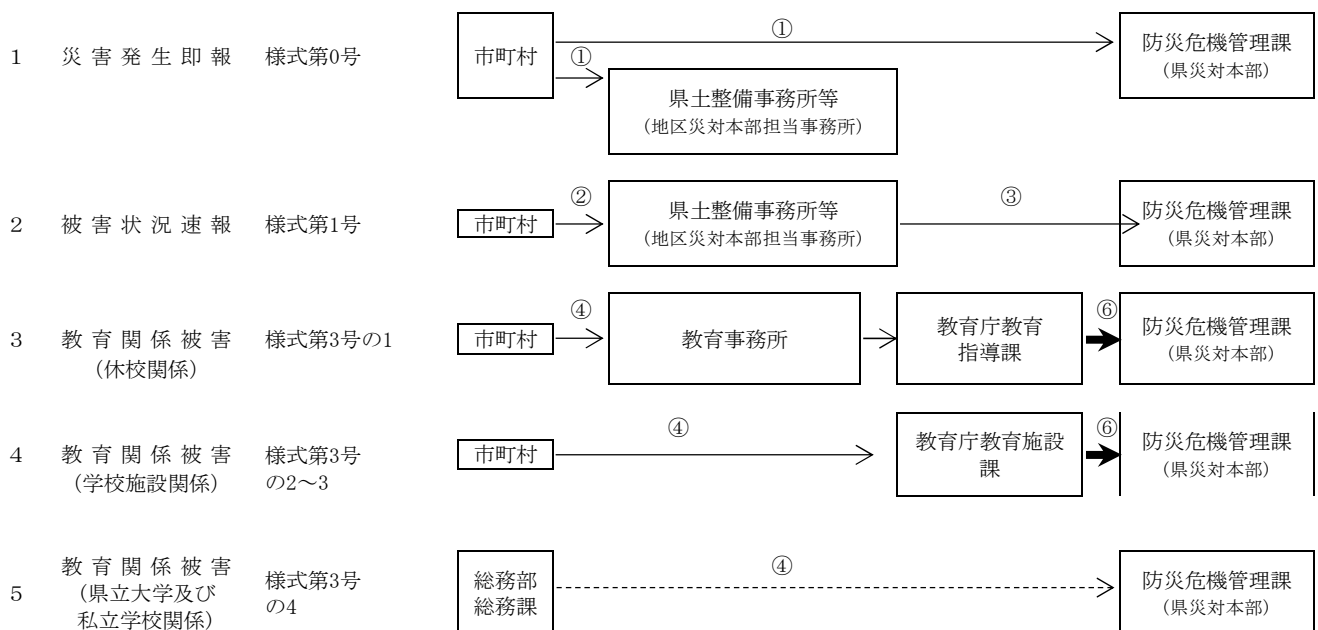 ①
1 災害発生即報 様式第0号 市町村 ① 防災危機管理課
(県災対本部)
県土整備事務所等
(地区災対本部担当事務所)
② ③
2 被害状況速報 様式第1号 市町村 県土整備事務所等 防災危機管理課
(地区災対本部担当事務所) (県災対本部)
④ ⑥
3 教育関係被害 様式第3号の1 市町村 教育事務所 教育庁教育 防災危機管理課
(休校関係) 指導課 (県災対本部)
④ ⑥
4 教育関係被害 様式第3号 市町村 教育庁教育施設 防災危機管理課
(学校施設関係) の2～3 課 (県災対本部)
④
5 教育関係被害 様式第3号 総務部 防災危機管理課
(県立大学及び の4 総務課 (県災対本部)
私立学校関係)